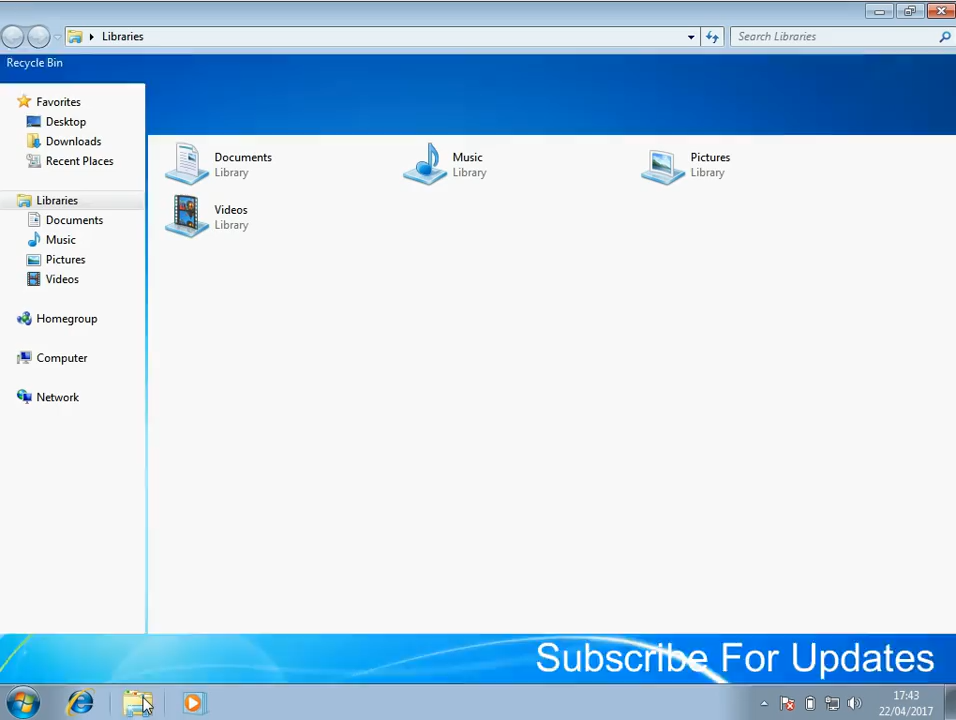 Libraries
Search Libraries
Recycle Bin
Favorites
Desktop
Downloads
Recent Places
Libraries
Documents
Music
Pictures
Videos
Homegroup
Computer
Network
Documents
Library
Music
Library
Pictures
Library
Videos
Library
Subscribe For Updates
17:43
22/04/2017